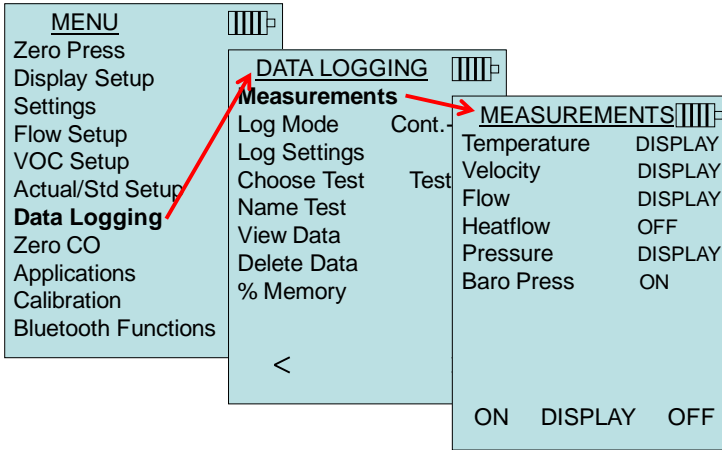 MENU
Zero Press
Display Setup
Settings
Flow Setup
VOC Setup
Actual/Std Setup
Data Logging
Zero CO
Applications
Calibration
Bluetooth Functions
DATA LOGGING
Measurements
Log Mode Cont.-
Log Settings
Choose Test Test
Name Test
View Data
Delete Data
% Memory
<
MEASUREMENTS
Temperature DISPLAY
Velocity DISPLAY
Flow DISPLAY
Heatflow OFF
Pressure DISPLAY
Baro Press ON
ON DISPLAY OFF